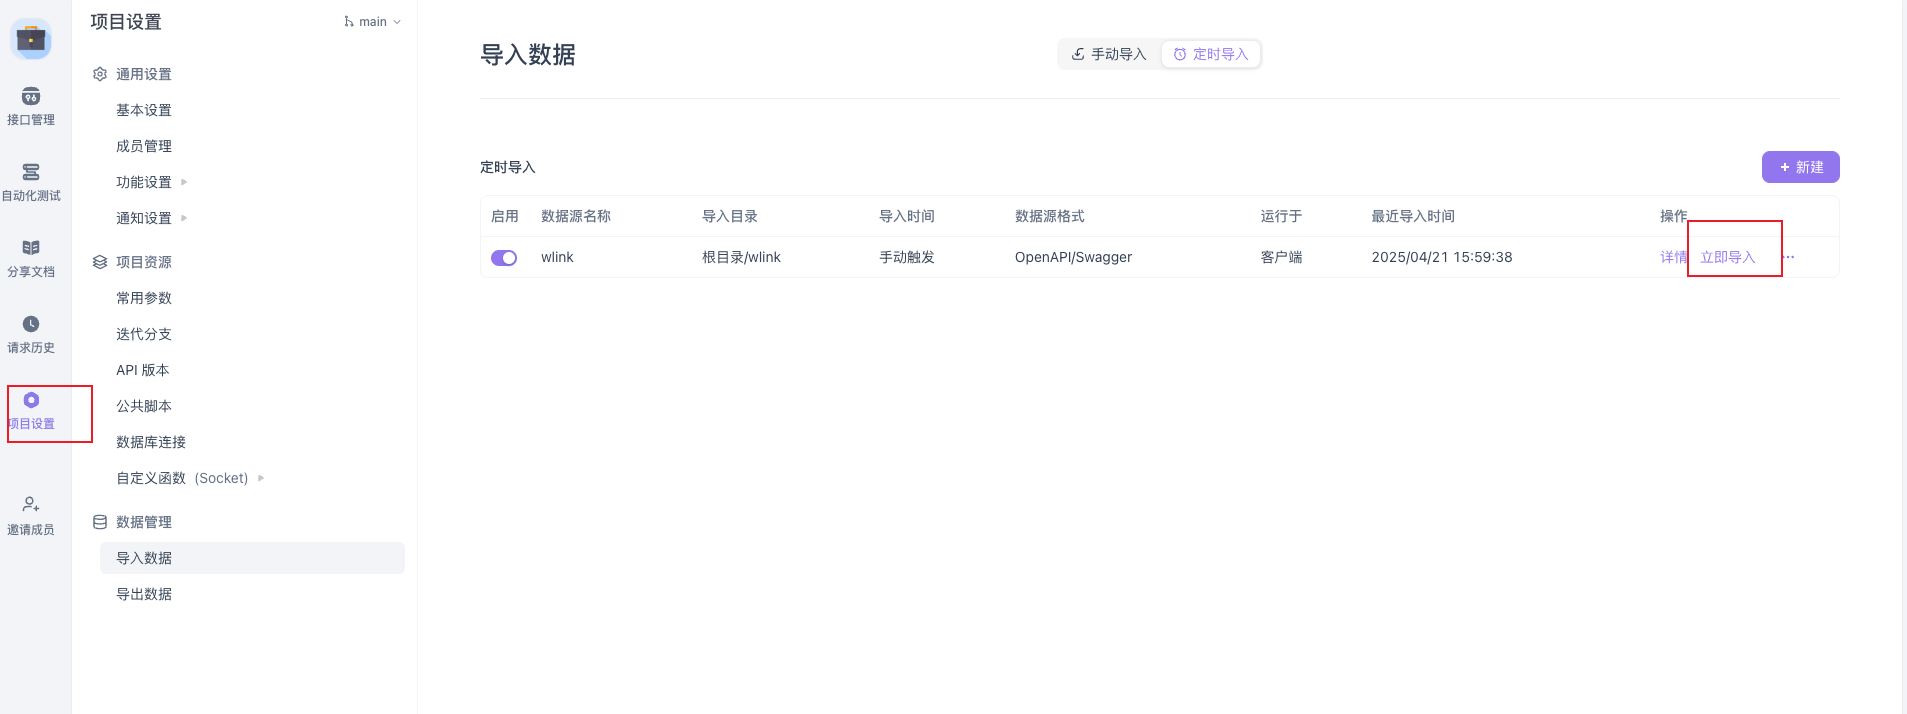 接口管理
自动化测试
分享文档
请求历史
项目设置
邀请成员
项目设置
main
通用设置
基本设置
成员管理
功能设置
通知设置
项目资源
常用参数
迭代分支
API 版本
公共脚本
数据库连接
自定义函数 (Socket)
数据管理
导入数据
导出数据
导入数据
手动导入 定时导入
定时导入
+ 新建
启用 数据源名称 导入目录 导入时间 数据源格式 运行于 最近导入时间 操作
wlink 根目录/wlink 手动触发 OpenAPI/Swagger 客户端 2025/04/21 15:59:38 详情 立即导入 ···